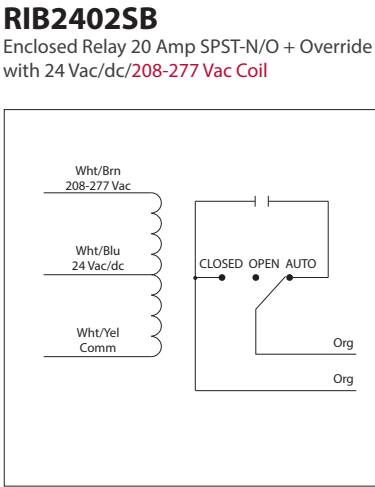 RIB2402SB
Enclosed Relay 20 Amp SPST-N/O + Override
with 24 Vac/dc/208-277 Vac Coil
Wht/Brn
208-277 Vac
Wht/Blu
24 Vac/dc
CLOSED OPEN AUTO
Wht/Yel
Comm
Org
Org